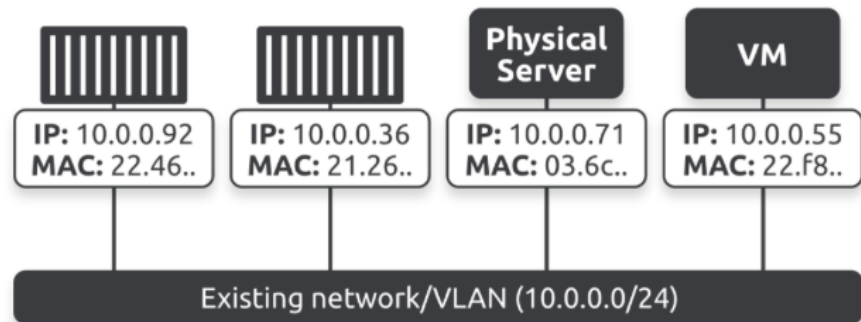 Physical
Server
VM
IP: 10.0.0.92
MAC: 22.46..
IP: 10.0.0.36
MAC: 21.26..
IP: 10.0.0.71
MAC: 03.6c..
IP: 10.0.0.55
MAC: 22.f8..
Existing network/VLAN (10.0.0.0/24)